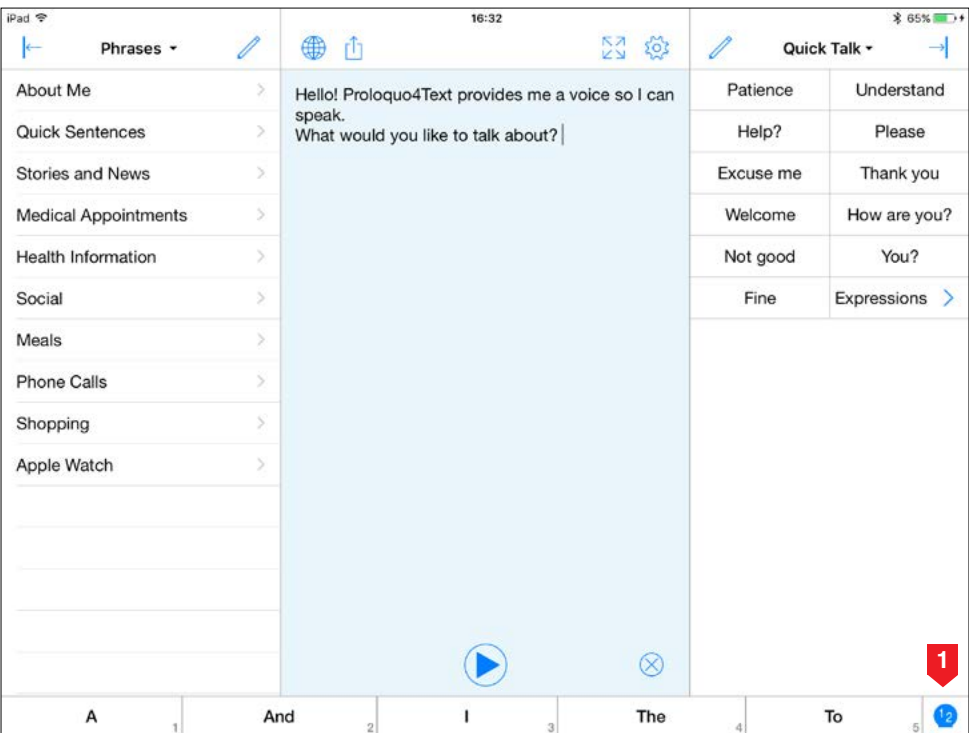 iPad 16:32 65%
Phrases
Quick Talk
About Me
Quick Sentences
Stories and News
Medical Appointments
Health Information
Social
Meals
Phone Calls
Shopping
Apple Watch
Hello! Proloquo4Text provides me a voice so I can
speak.
What would you like to talk about?
Patience Understand
Help? Please
Excuse me Thank you
Welcome How are you?
Not good You?
Fine Expressions
1
A 1 And 2 I 3 The 4 To 5 12